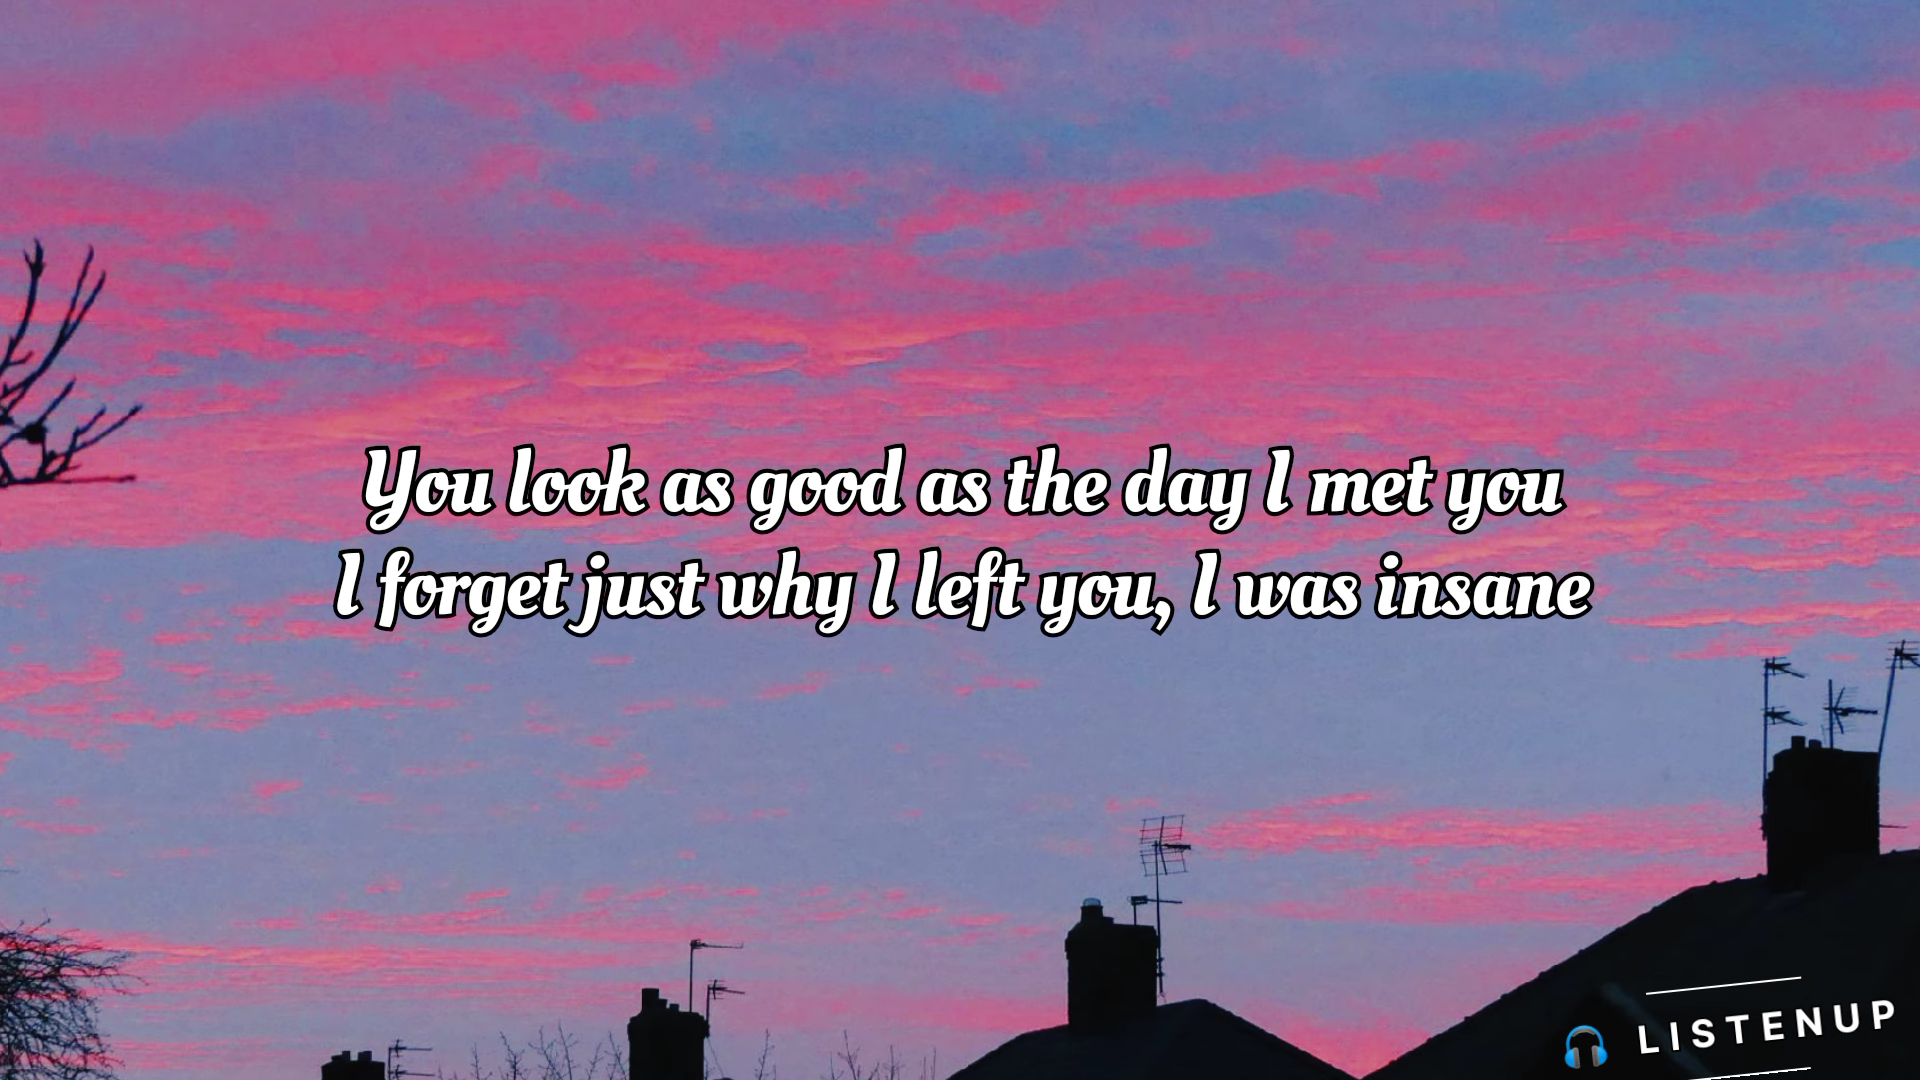 You look as good as the day I met you
I forget just why I left you, I was insane
LISTENUP